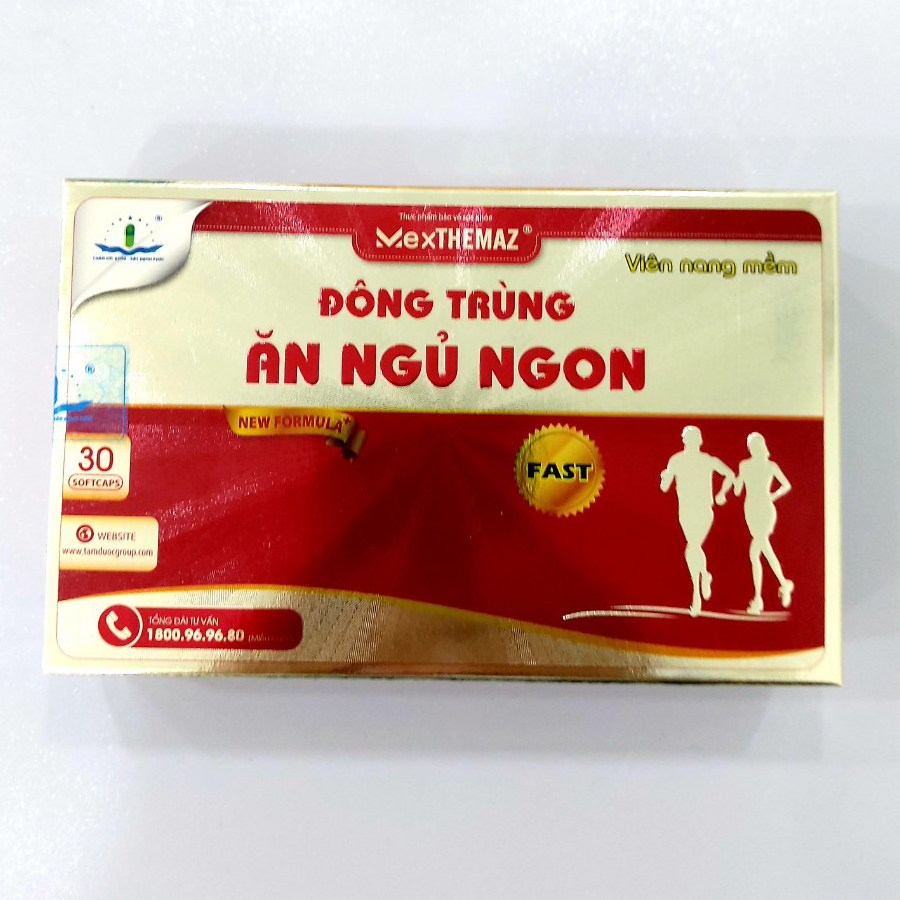 Thực phẩm bảo vệ sức khỏe
MexTHEMAZ®
Viên nang mềm
ĐÔNG TRÙNG
ĂN NGỦ NGON
NEW FORMULA+
FAST
30
SOFTCAPS
WEBSITE
www.tamduocgroup.com
TỔNG ĐÀI TƯ VẤN
1800.96.96.80